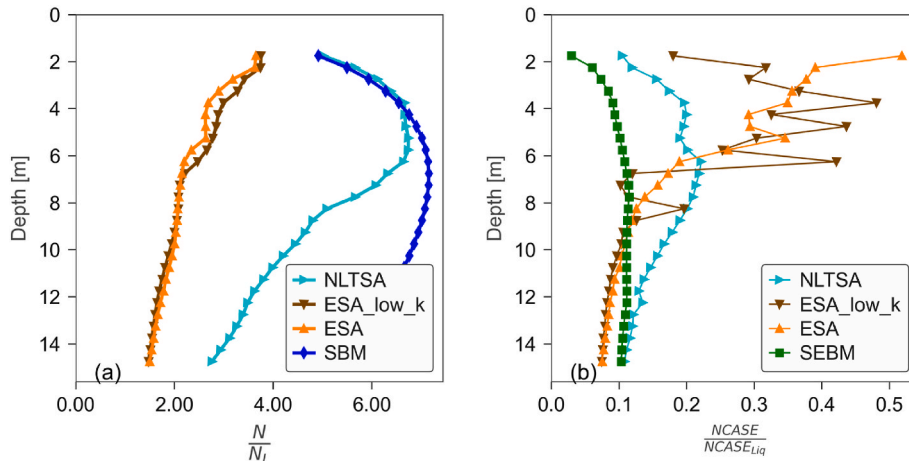 0
2
4
6
8
10
12
14
Depth [m]
NLTSA
ESA_low_k
ESA
SBM
(a)
0.00
2.00
4.00
6.00
N
N
0
2
4
6
8
10
12
14
Depth [m]
NLTSA
ESA_low_k
ESA
SEBM
(b)
0.0
0.1
0.2
0.3
0.4
0.5
NCASE
NCASE_Liq